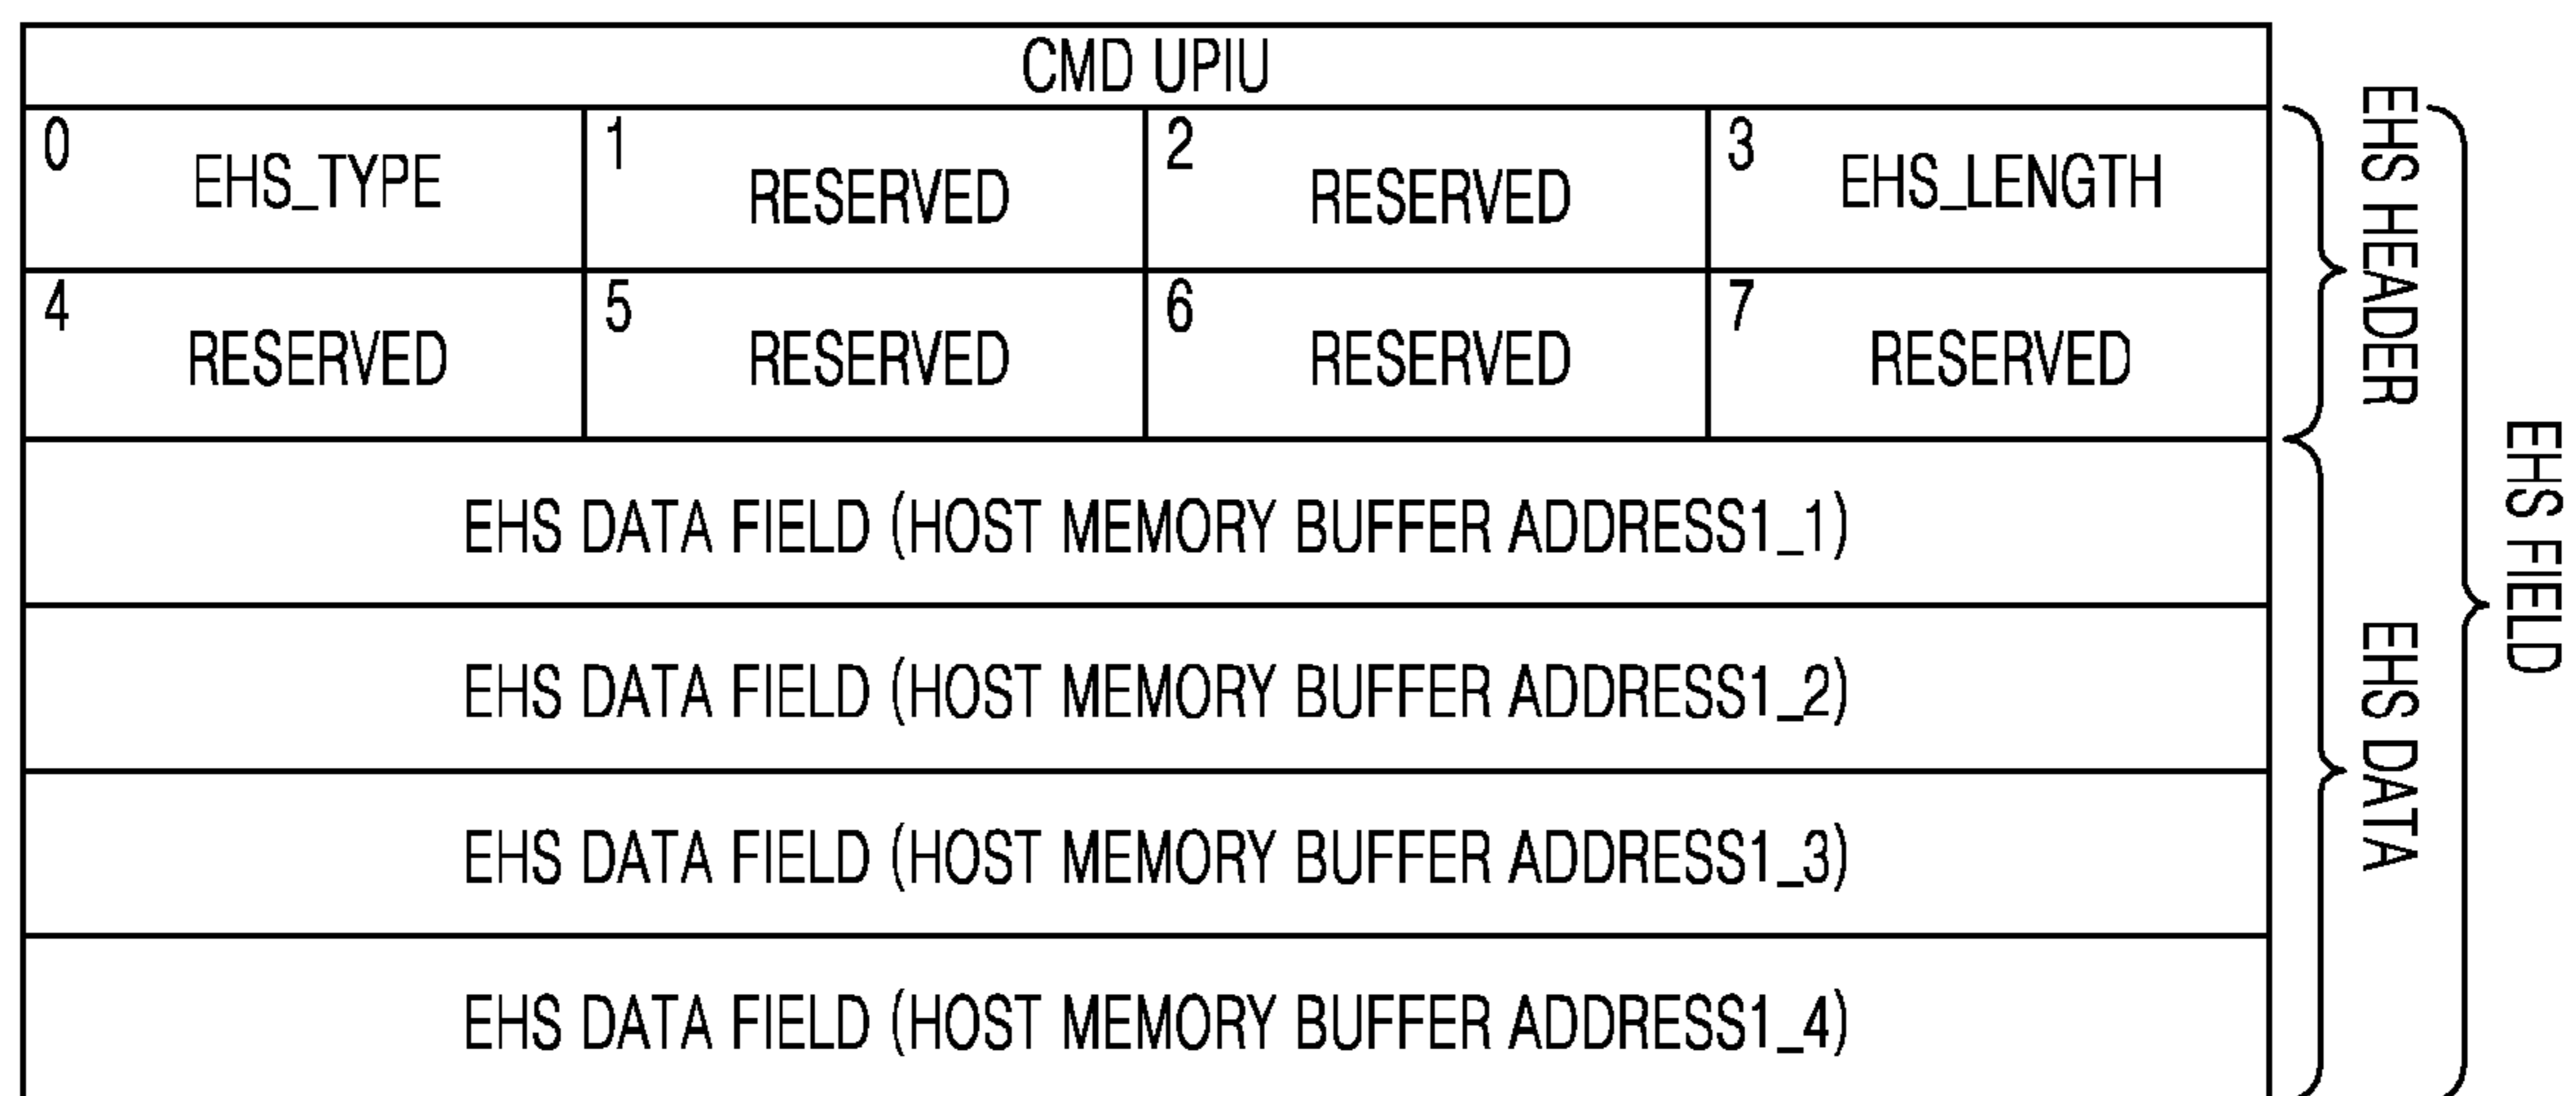 CMD UPIU
0 EHS_TYPE 1 RESERVED 2 RESERVED 3 EHS_LENGTH
4 RESERVED 5 RESERVED 6 RESERVED 7 RESERVED
EHS DATA FIELD (HOST MEMORY BUFFER ADDRESS1_1)
EHS DATA FIELD (HOST MEMORY BUFFER ADDRESS1_2)
EHS DATA FIELD (HOST MEMORY BUFFER ADDRESS1_3)
EHS DATA FIELD (HOST MEMORY BUFFER ADDRESS1_4)
EHS HEADER
EHS DATA
EHS FIELD